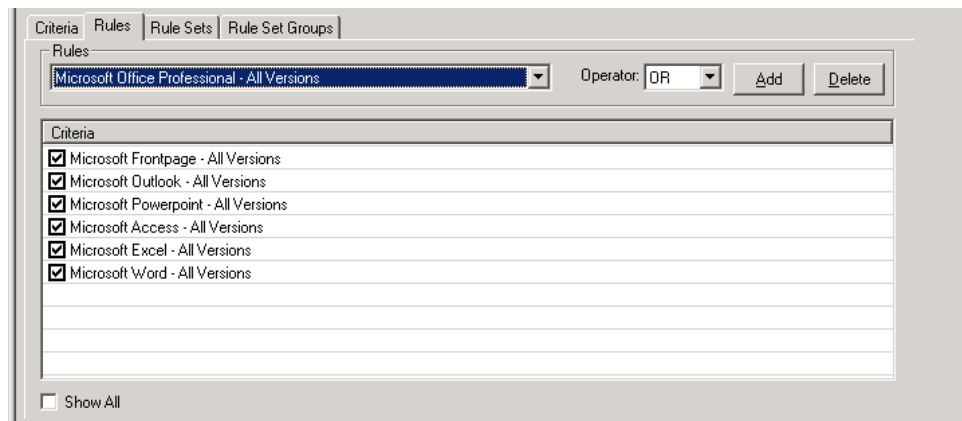 Criteria Rules Rule Sets Rule Set Groups
Rules
Microsoft Office Professional - All Versions Operator: OR Add Delete
Criteria
Microsoft Frontpage - All Versions
Microsoft Outlook - All Versions
Microsoft Powerpoint - All Versions
Microsoft Access - All Versions
Microsoft Excel - All Versions
Microsoft Word - All Versions
Show All